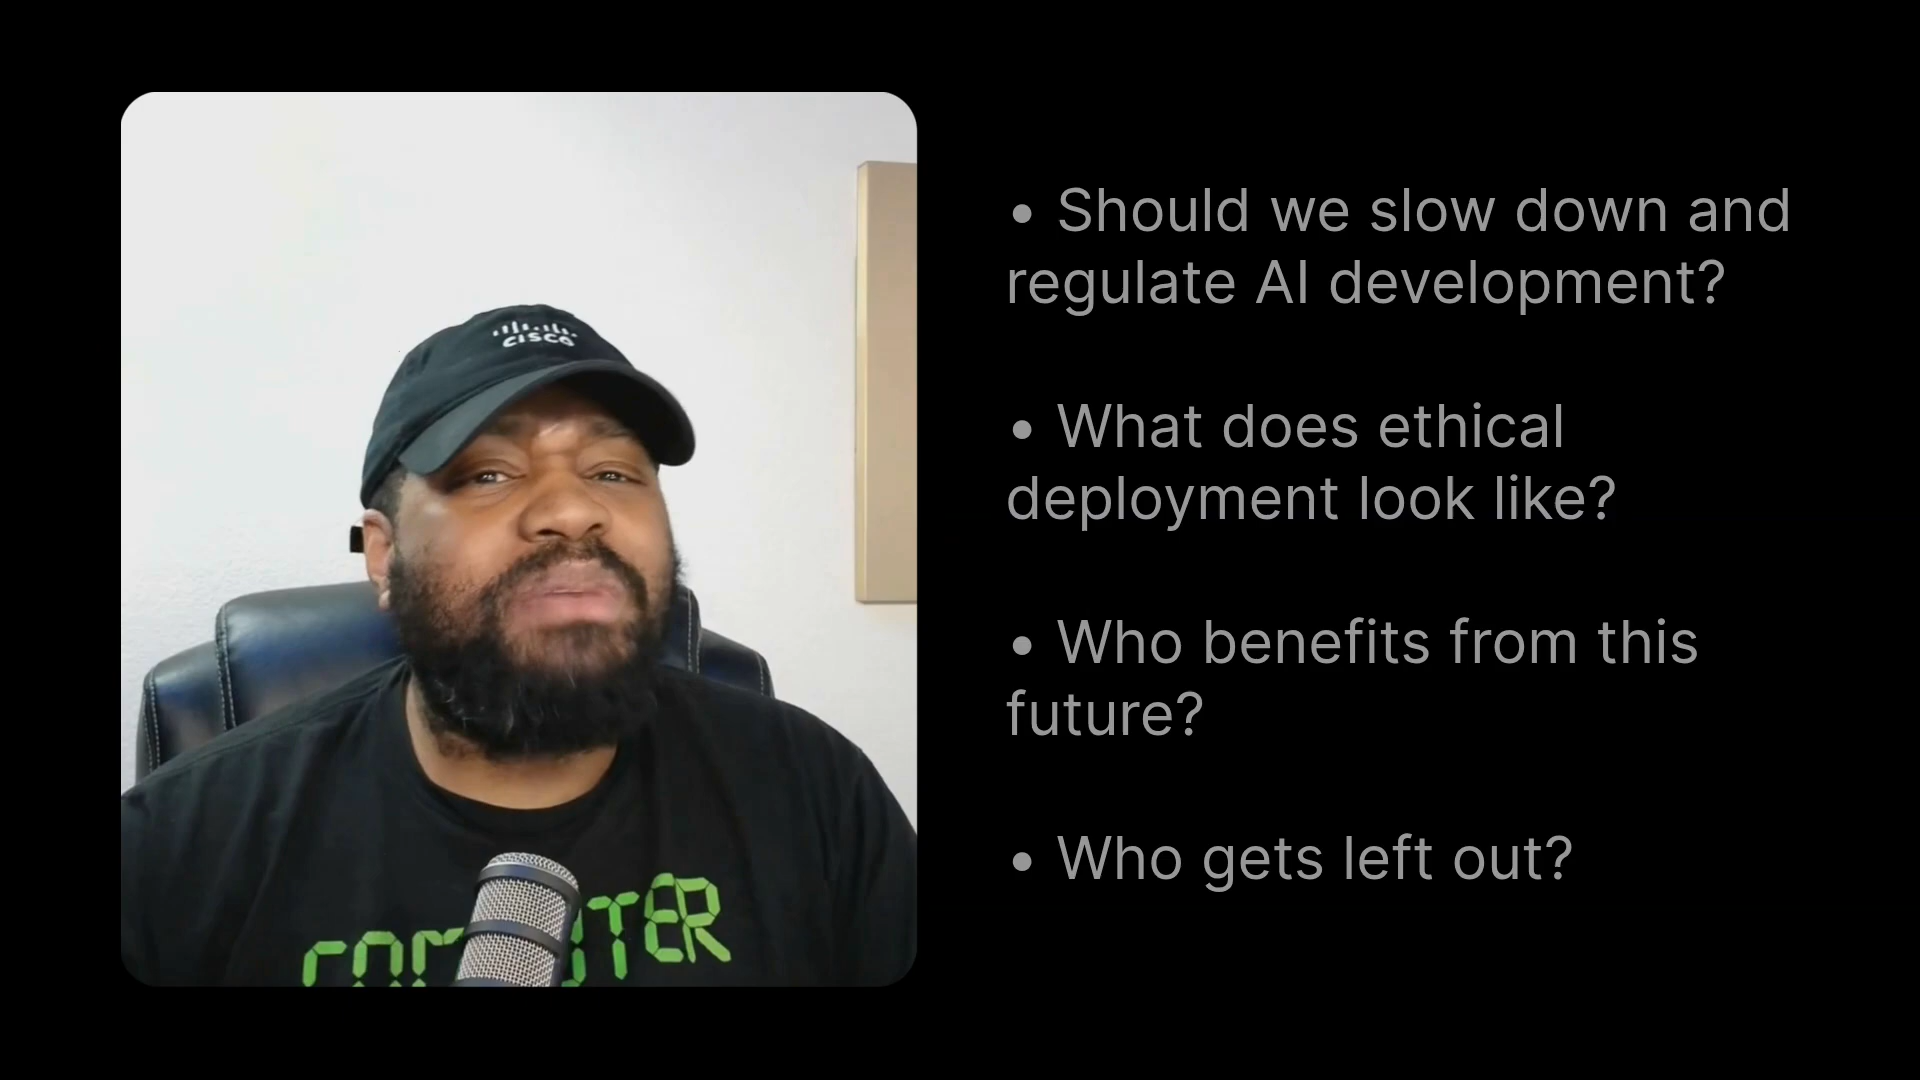 CISCO
• Should we slow down and
regulate AI development?
• What does ethical
deployment look like?
• Who benefits from this
future?
• Who gets left out?